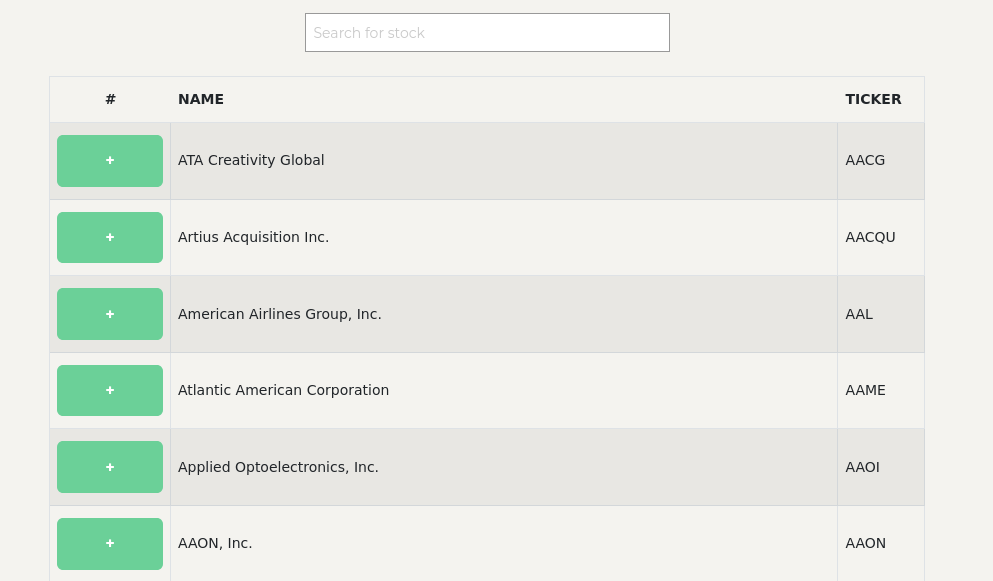 Search for stock
# NAME TICKER
+ ATA Creativity Global AACG
+ Artius Acquisition Inc. AACQU
+ American Airlines Group, Inc. AAL
+ Atlantic American Corporation AAME
+ Applied Optoelectronics, Inc. AAOI
+ AAON, Inc. AAON